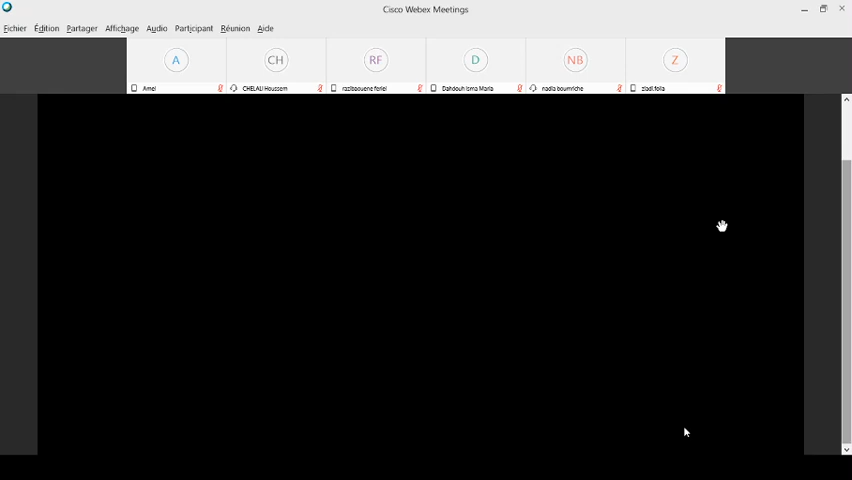 Cisco Webex Meetings
Fichier Édition Partager Affichage Audio Participant Réunion Aide
A CH RF D NB Z
Amel CHELALI Houssem razibaouene feriel Dahdouh Isma Maria nadia boumriche ziadi.folla